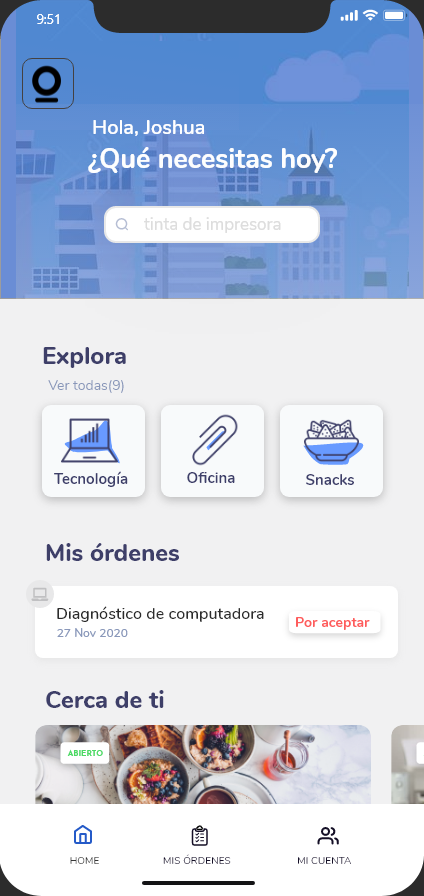 9:51
Hola, Joshua
¿Qué necesitas hoy?
tinta de impresora
Explora
Ver todas(9)
Tecnología
Oficina
Snacks
Mis órdenes
Diagnóstico de computadora
27 Nov 2020
Por aceptar
Cerca de ti
ABIERTO
HOME
MIS ÓRDENES
MI CUENTA